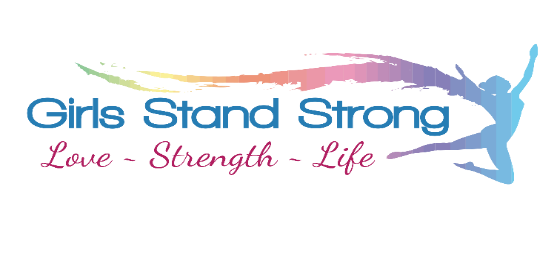 Girls Stand Strong
Love ~ Strength ~ Life